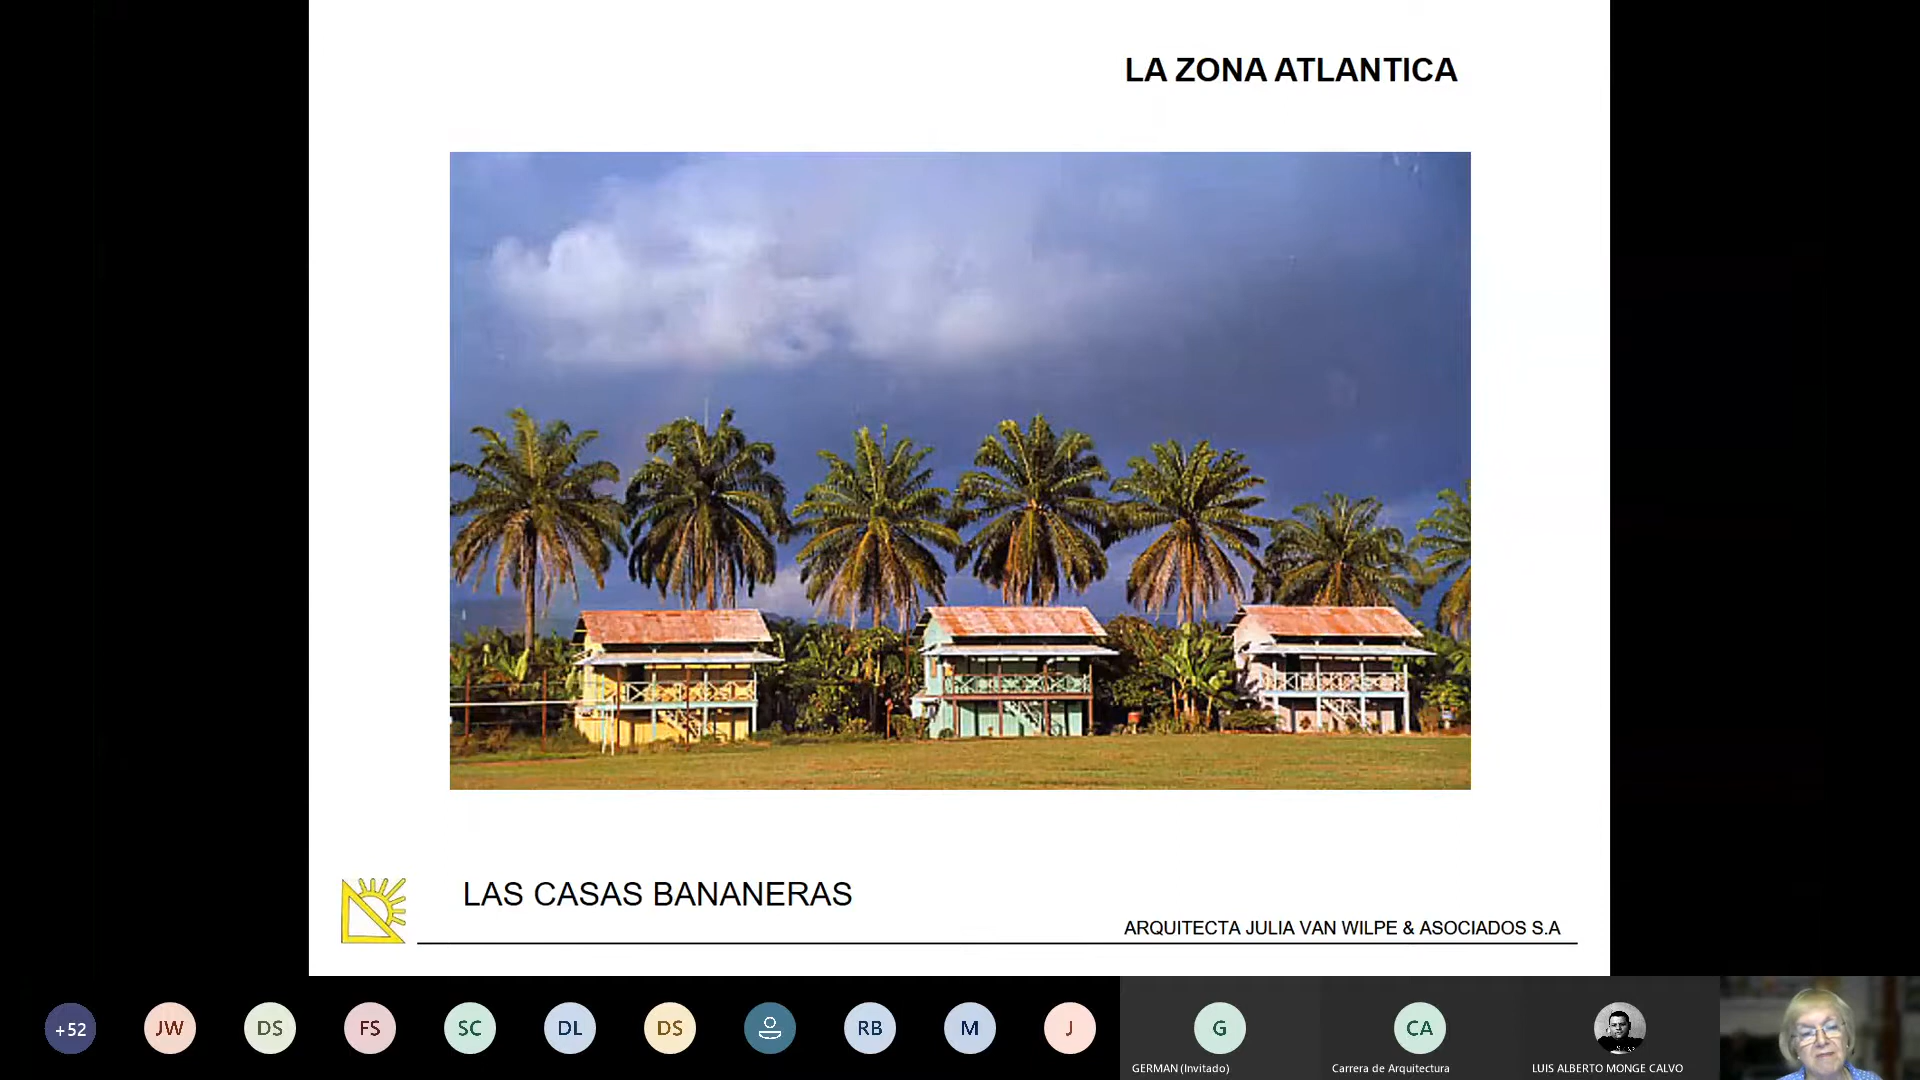 LA ZONA ATLANTICA
LAS CASAS BANANERAS
ARQUITECTA JULIA VAN WILPE & ASOCIADOS S.A
+52
JW
DS
FS
SC
DL
DS
RB
M
J
G
CA
GERMAN (Invitado)
Carrera de Arquitectura
LUIS ALBERTO MONGE CALVO